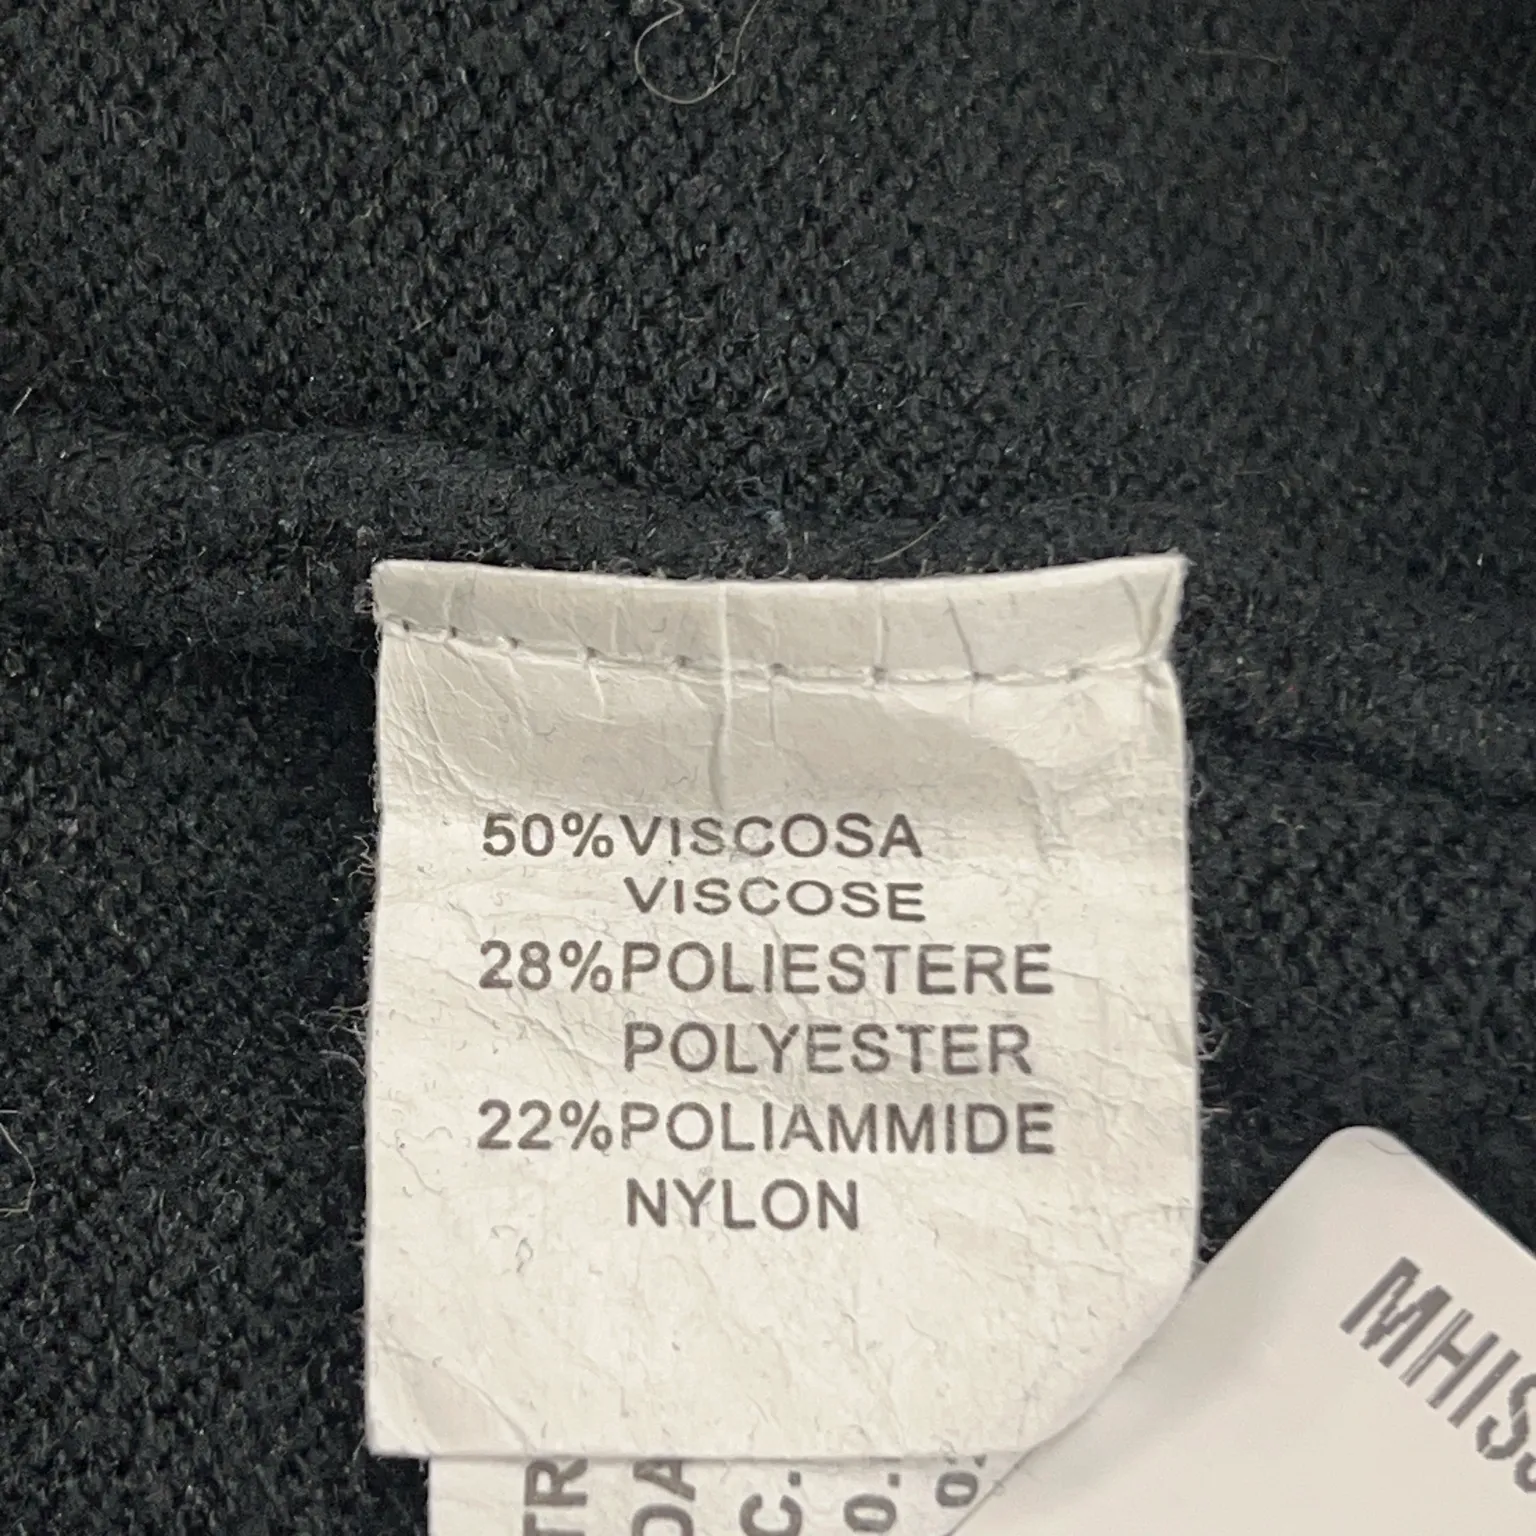 50%VISCOSA
VISCOSE
28%POLIESTERE
POLYESTER
22%POLIAMMIDE
NYLON